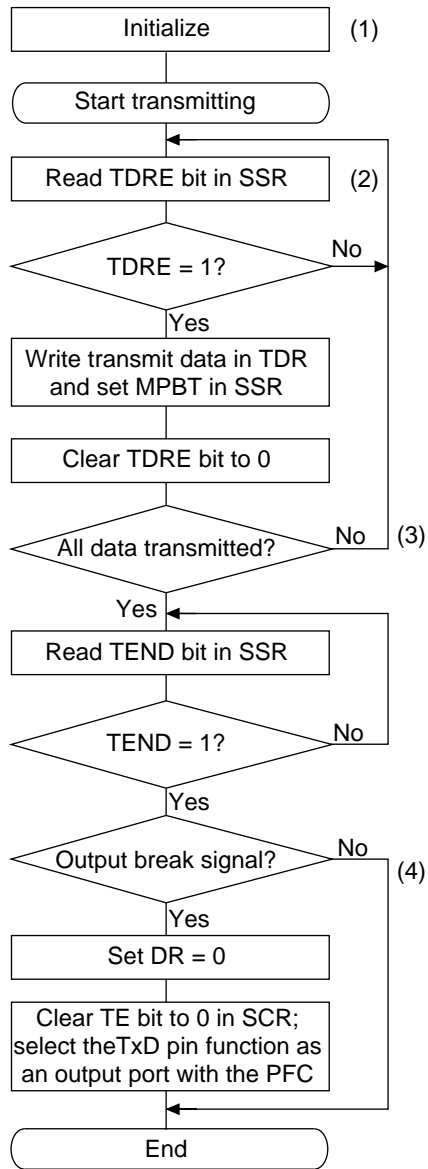 Initialize (1)
Start transmitting
Read TDRE bit in SSR (2)
TDRE = 1?
No
Yes
Write transmit data in TDR
and set MPBT in SSR
Clear TDRE bit to 0
All data transmitted?
No
(3)
Yes
Read TEND bit in SSR
TEND = 1?
No
Yes
Output break signal?
No
(4)
Yes
Set DR = 0
Clear TE bit to 0 in SCR;
select theTxD pin function as
an output port with the PFC
End